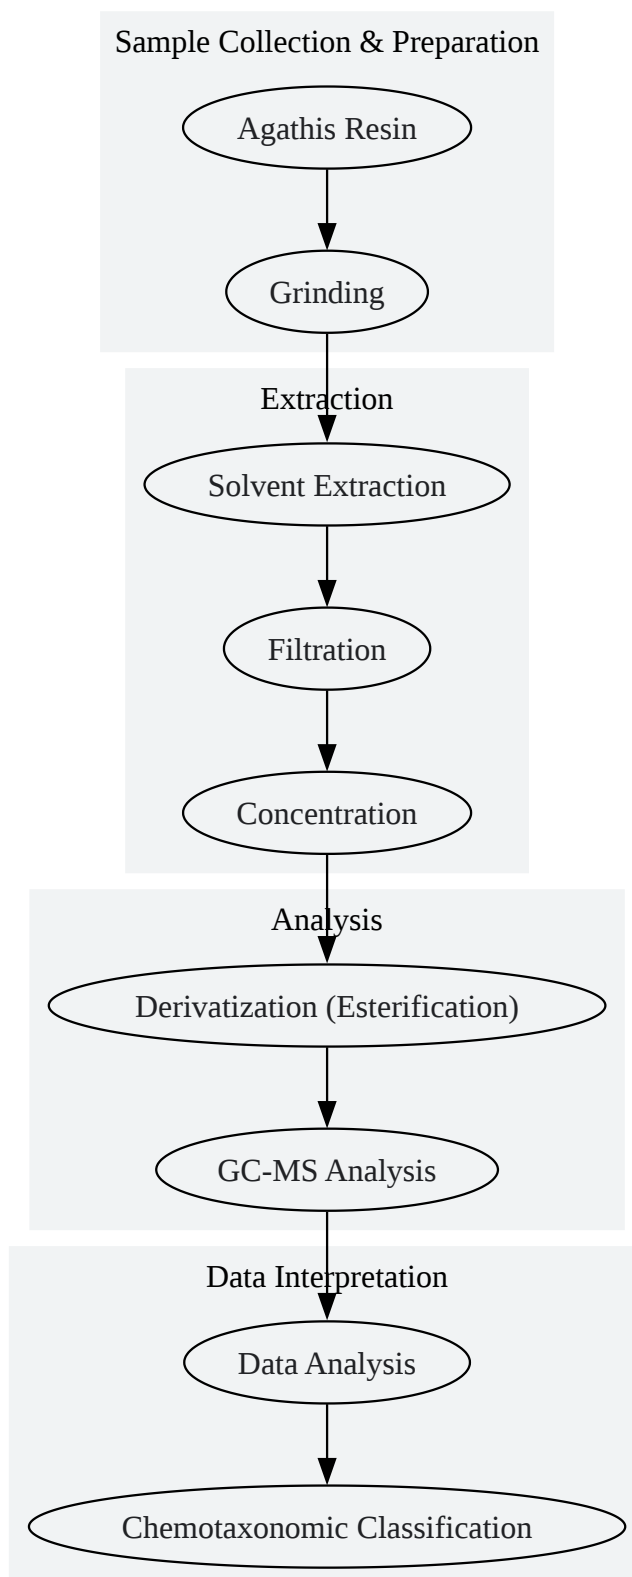 Sample Collection & Preparation
Agathis Resin
Grinding
Extraction
Solvent Extraction
Filtration
Concentration
Analysis
Derivatization (Esterification)
GC-MS Analysis
Data Interpretation
Data Analysis
Chemotaxonomic Classification